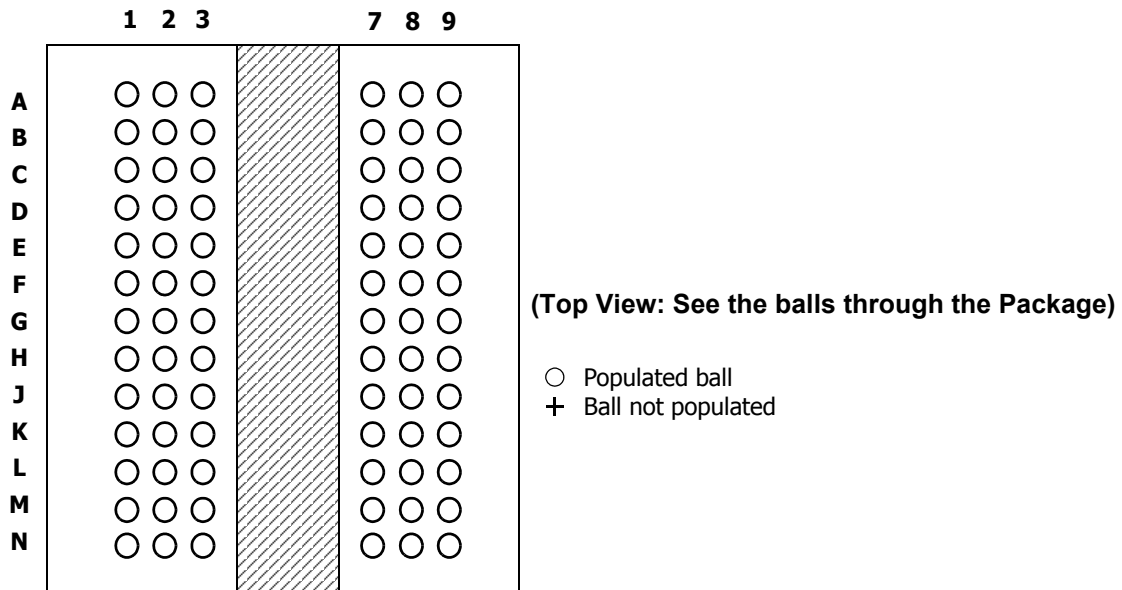 1 2 3 7 8 9
A
B
C
D
E
F
G
(Top View: See the balls through the Package)
H
Populated ball
J
Ball not populated
K
L
M
N